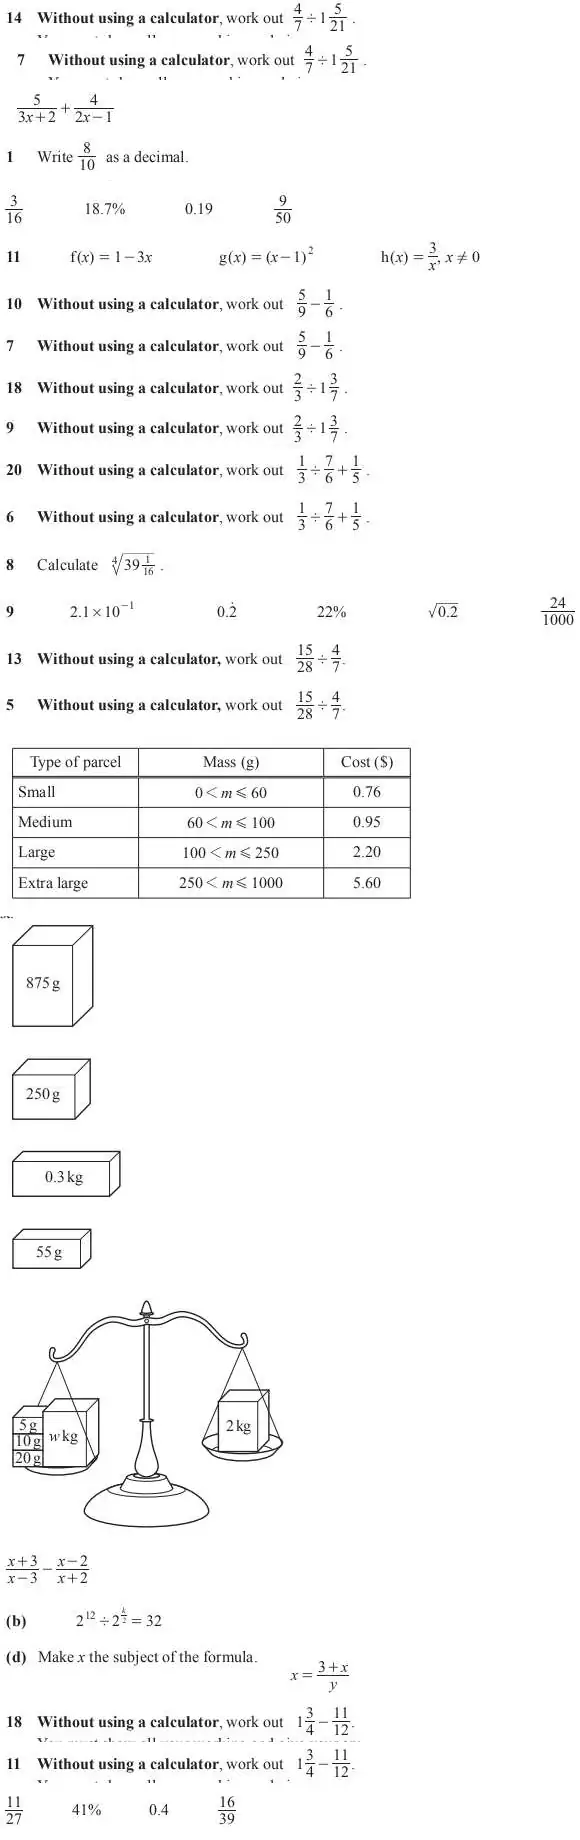 14 Without using a calculator, work out 4/7 ÷ 1 5/21 .
7 Without using a calculator, work out 4/7 ÷ 1 5/21 .
5/(3x+2) + 4/(2x−1)
1 Write 8/10 as a decimal.
3/16 18.7% 0.19 9/50
11 f(x) = 1−3x g(x) = (x−1)² h(x) = 3/x, x ≠ 0
10 Without using a calculator, work out 5/9 − 1/6 .
7 Without using a calculator, work out 5/9 − 1/6 .
18 Without using a calculator, work out 2/3 ÷ 1 3/7 .
9 Without using a calculator, work out 2/3 ÷ 1 3/7 .
20 Without using a calculator, work out 1/3 ÷ 7/6 + 1/5 .
6 Without using a calculator, work out 1/3 ÷ 7/6 + 1/5 .
8 Calculate ∜(39 1/16) .
9 2.1 × 10⁻¹ 0.2̇ 22% √0.2 24/1000
13 Without using a calculator, work out 15/28 ÷ 4/7.
5 Without using a calculator, work out 15/28 ÷ 4/7.
Type of parcel Mass (g) Cost ($)
Small 0 < m ⩽ 60 0.76
Medium 60 < m ⩽ 100 0.95
Large 100 < m ⩽ 250 2.20
Extra large 250 < m ⩽ 1000 5.60
875 g
250 g
0.3 kg
55 g
5 g
10 g
20 g
w kg
2 kg
(x+3)/(x−3) − (x−2)/(x+2)
(b) 2^12 ÷ 2^(k/2) = 32
(d) Make x the subject of the formula.
x = (3+x)/y
18 Without using a calculator, work out 1 3/4 − 11/12.
11 Without using a calculator, work out 1 3/4 − 11/12.
11/27 41% 0.4 16/39